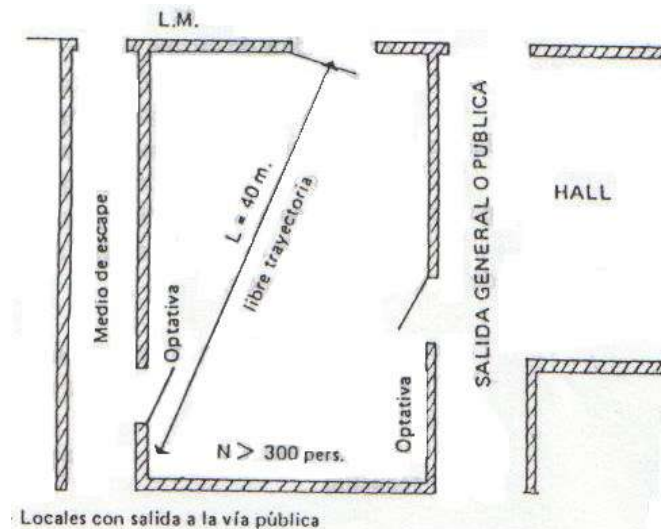 L.M.
Medio de escape
Optativa
L = 40 m.
libre trayectoria
N > 300 pers.
Optativa
SALIDA GENERAL O PUBLICA
HALL
Locales con salida a la vía pública